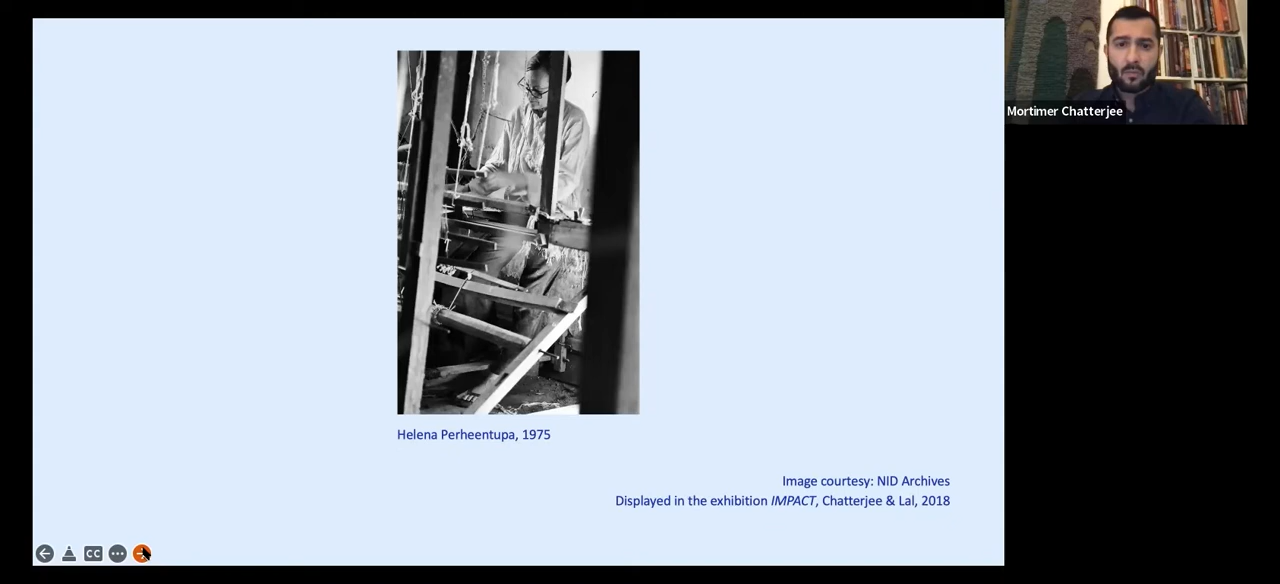 Mortimer Chatterjee
Helena Perheentupa, 1975
Image courtesy: NID Archives
Displayed in the exhibition IMPACT, Chatterjee & Lal, 2018
CC